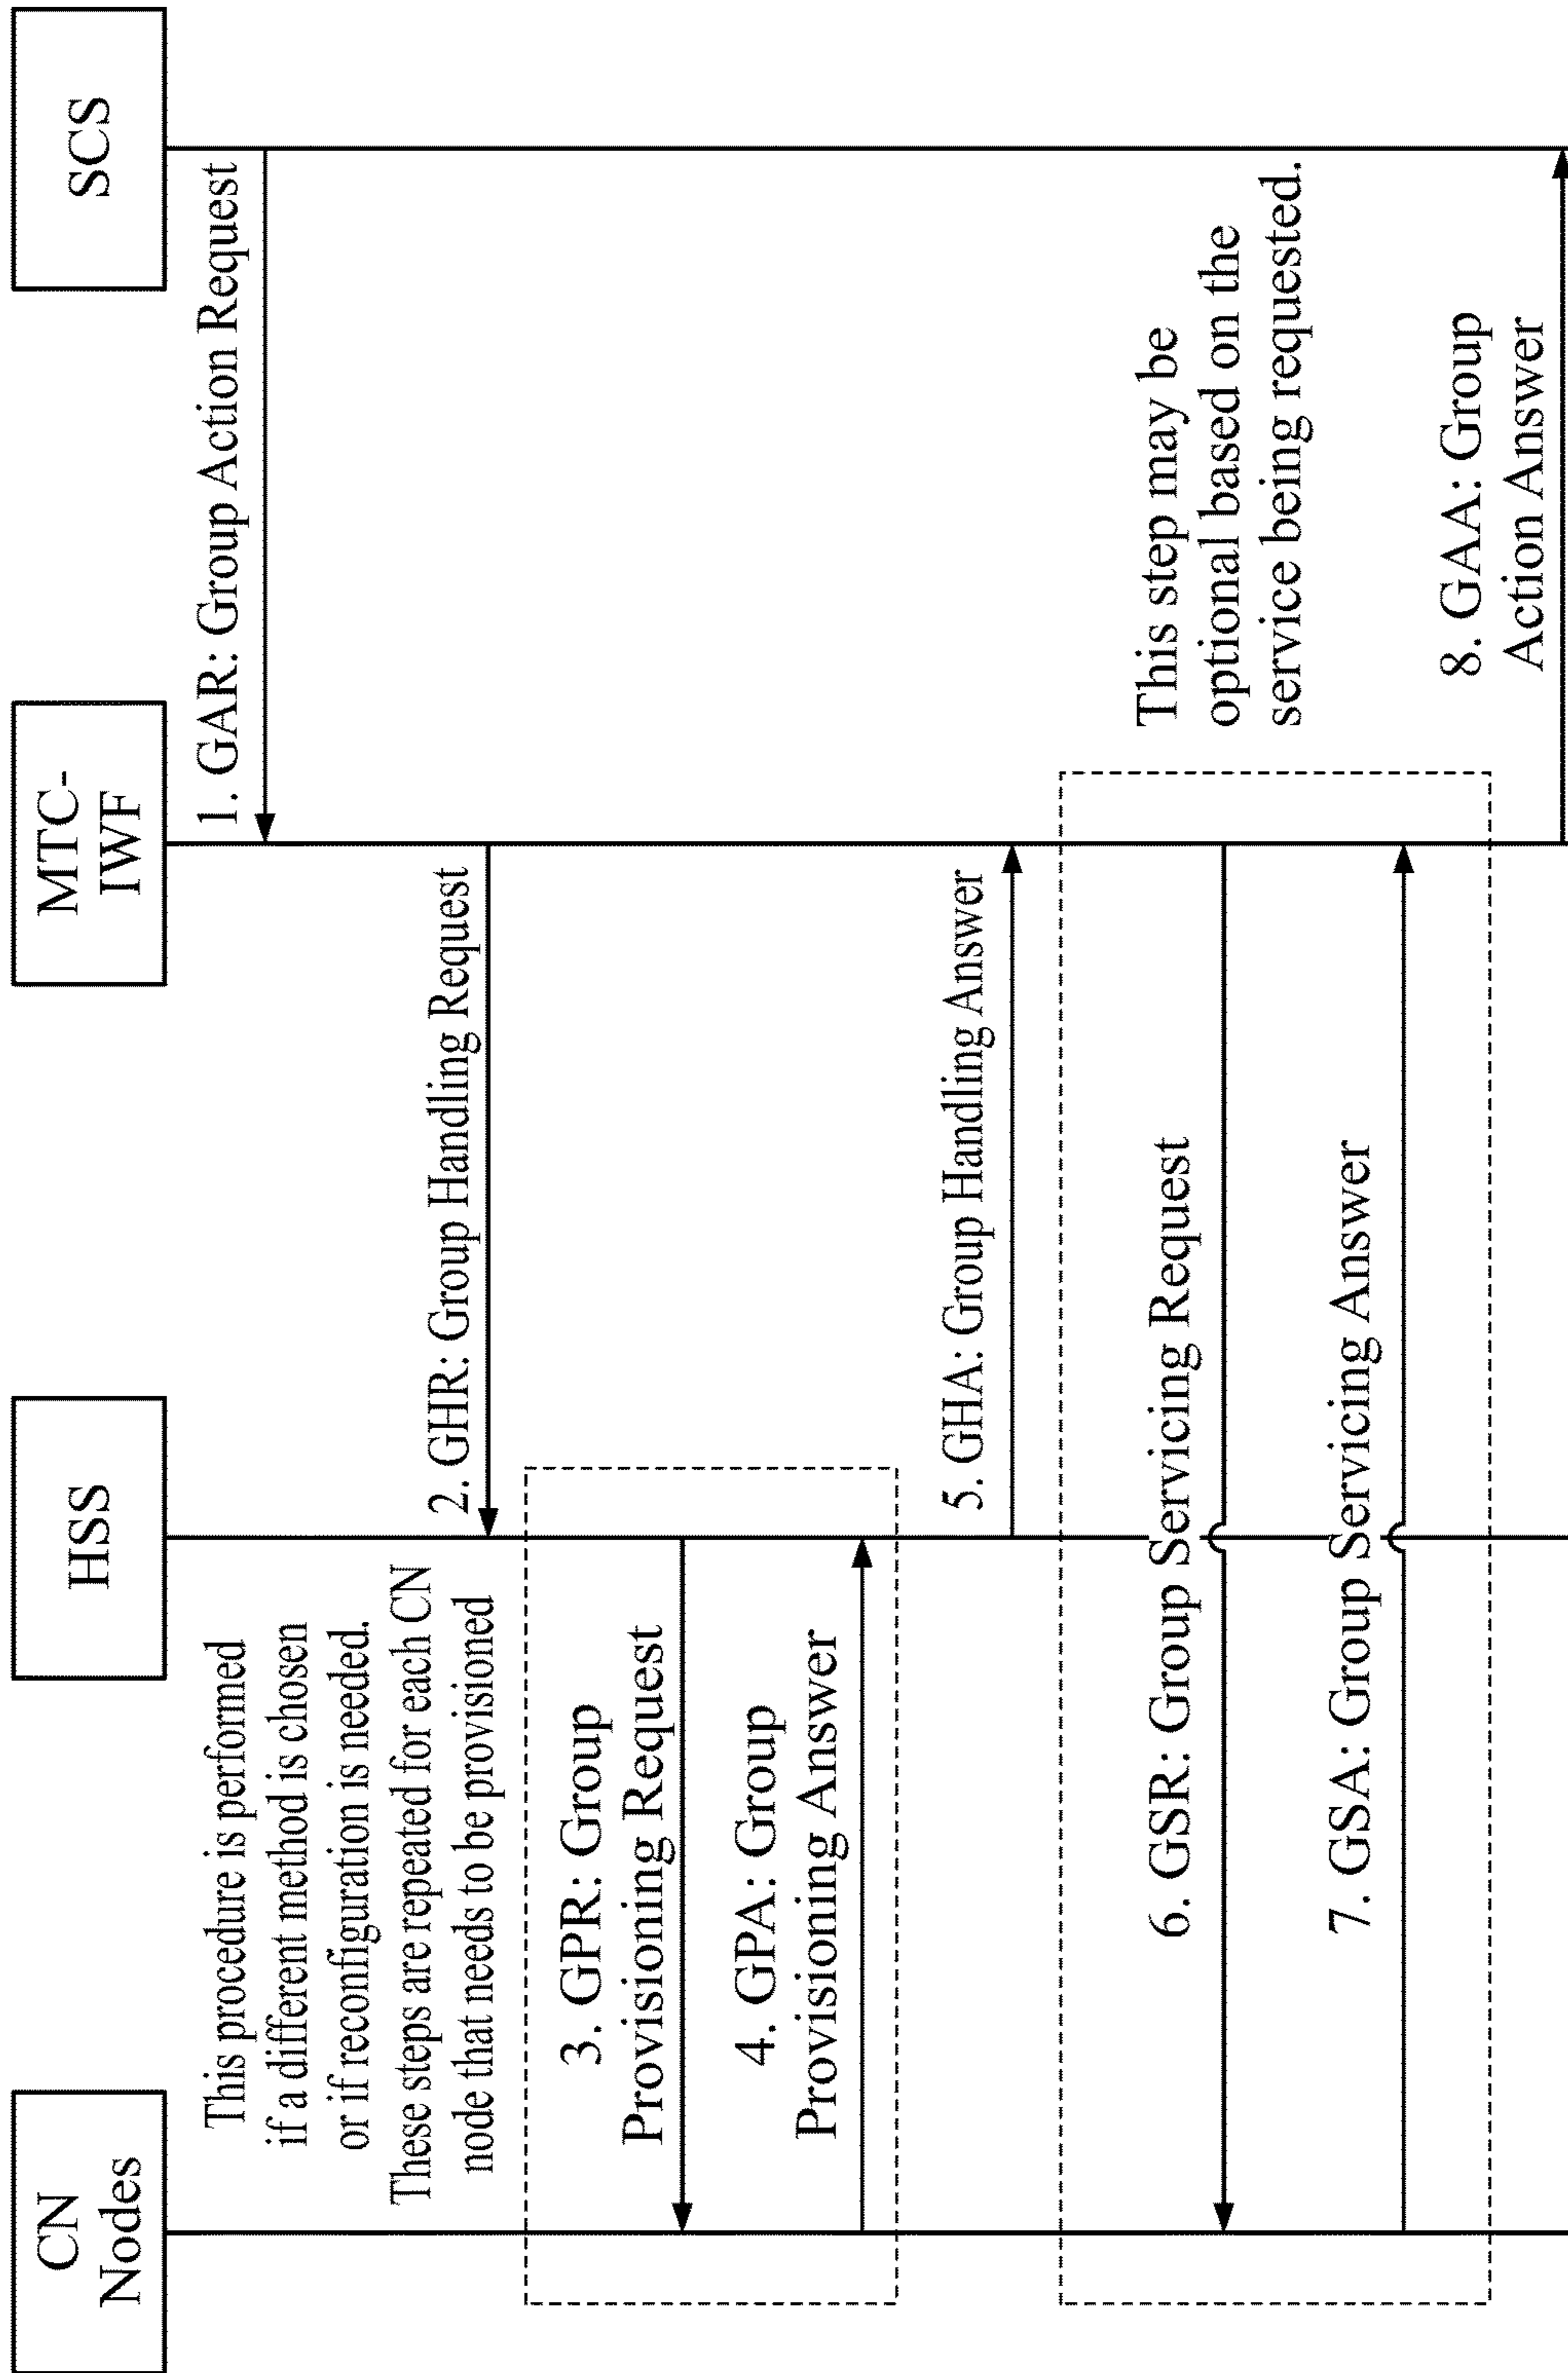 CN
Nodes
HSS
MTC-
IWF
SCS
1. GAR: Group Action Request
This procedure is performed
if a different method is chosen
or if reconfiguration is needed.
These steps are repeated for each CN
node that needs to be provisioned
2. GHR: Group Handling Request
3. GPR: Group
Provisioning Request
4. GPA: Group
Provisioning Answer
5. GHA: Group Handling Answer
This step may be
optional based on the
service being requested.
6. GSR: Group Servicing Request
7. GSA: Group Servicing Answer
8. GAA: Group
Action Answer